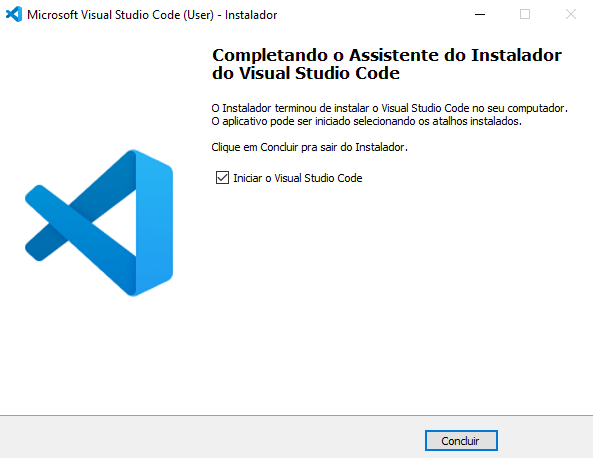 Microsoft Visual Studio Code (User) - Instalador
Completando o Assistente do Instalador
do Visual Studio Code
O Instalador terminou de instalar o Visual Studio Code no seu computador.
O aplicativo pode ser iniciado selecionando os atalhos instalados.
Clique em Concluir pra sair do Instalador.
Iniciar o Visual Studio Code
Concluir